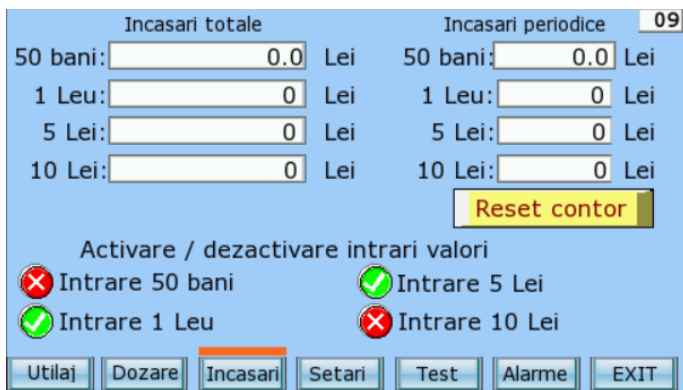 Incasari totale Incasari periodice 09
50 bani: 0.0 Lei 50 bani: 0.0 Lei
1 Leu: 0 Lei 1 Leu: 0 Lei
5 Lei: 0 Lei 5 Lei: 0 Lei
10 Lei: 0 Lei 10 Lei: 0 Lei
Reset contor
Activare / dezactivare intrari valori
Intrare 50 bani Intrare 5 Lei
Intrare 1 Leu Intrare 10 Lei
Utilaj Dozare Incasari Setari Test Alarme EXIT